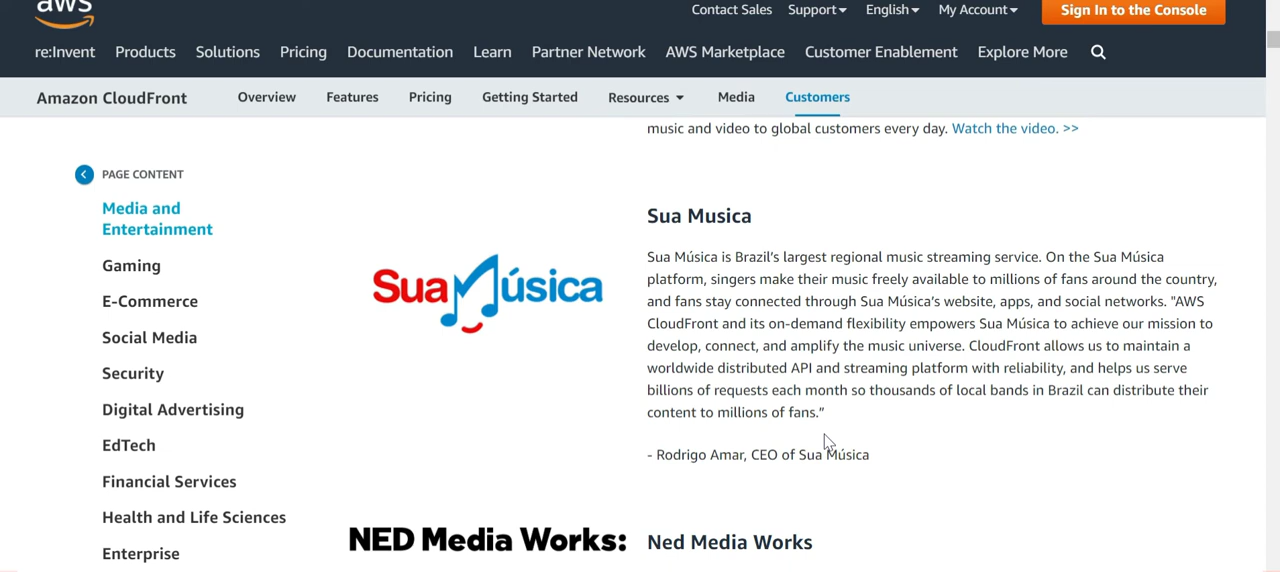 aws
Contact Sales Support English My Account Sign In to the Console
re:Invent Products Solutions Pricing Documentation Learn Partner Network AWS Marketplace Customer Enablement Explore More
Amazon CloudFront Overview Features Pricing Getting Started Resources Media Customers
music and video to global customers every day. Watch the video. >>
PAGE CONTENT
Media and
Entertainment
Gaming
E-Commerce
Social Media
Security
Digital Advertising
EdTech
Financial Services
Health and Life Sciences
Enterprise
Sua Música
Sua Musica
Sua Música is Brazil's largest regional music streaming service. On the Sua Música
platform, singers make their music freely available to millions of fans around the country,
and fans stay connected through Sua Música's website, apps, and social networks. "AWS
CloudFront and its on-demand flexibility empowers Sua Música to achieve our mission to
develop, connect, and amplify the music universe. CloudFront allows us to maintain a
worldwide distributed API and streaming platform with reliability, and helps us serve
billions of requests each month so thousands of local bands in Brazil can distribute their
content to millions of fans.”
- Rodrigo Amar, CEO of Sua Música
NED Media Works:
Ned Media Works